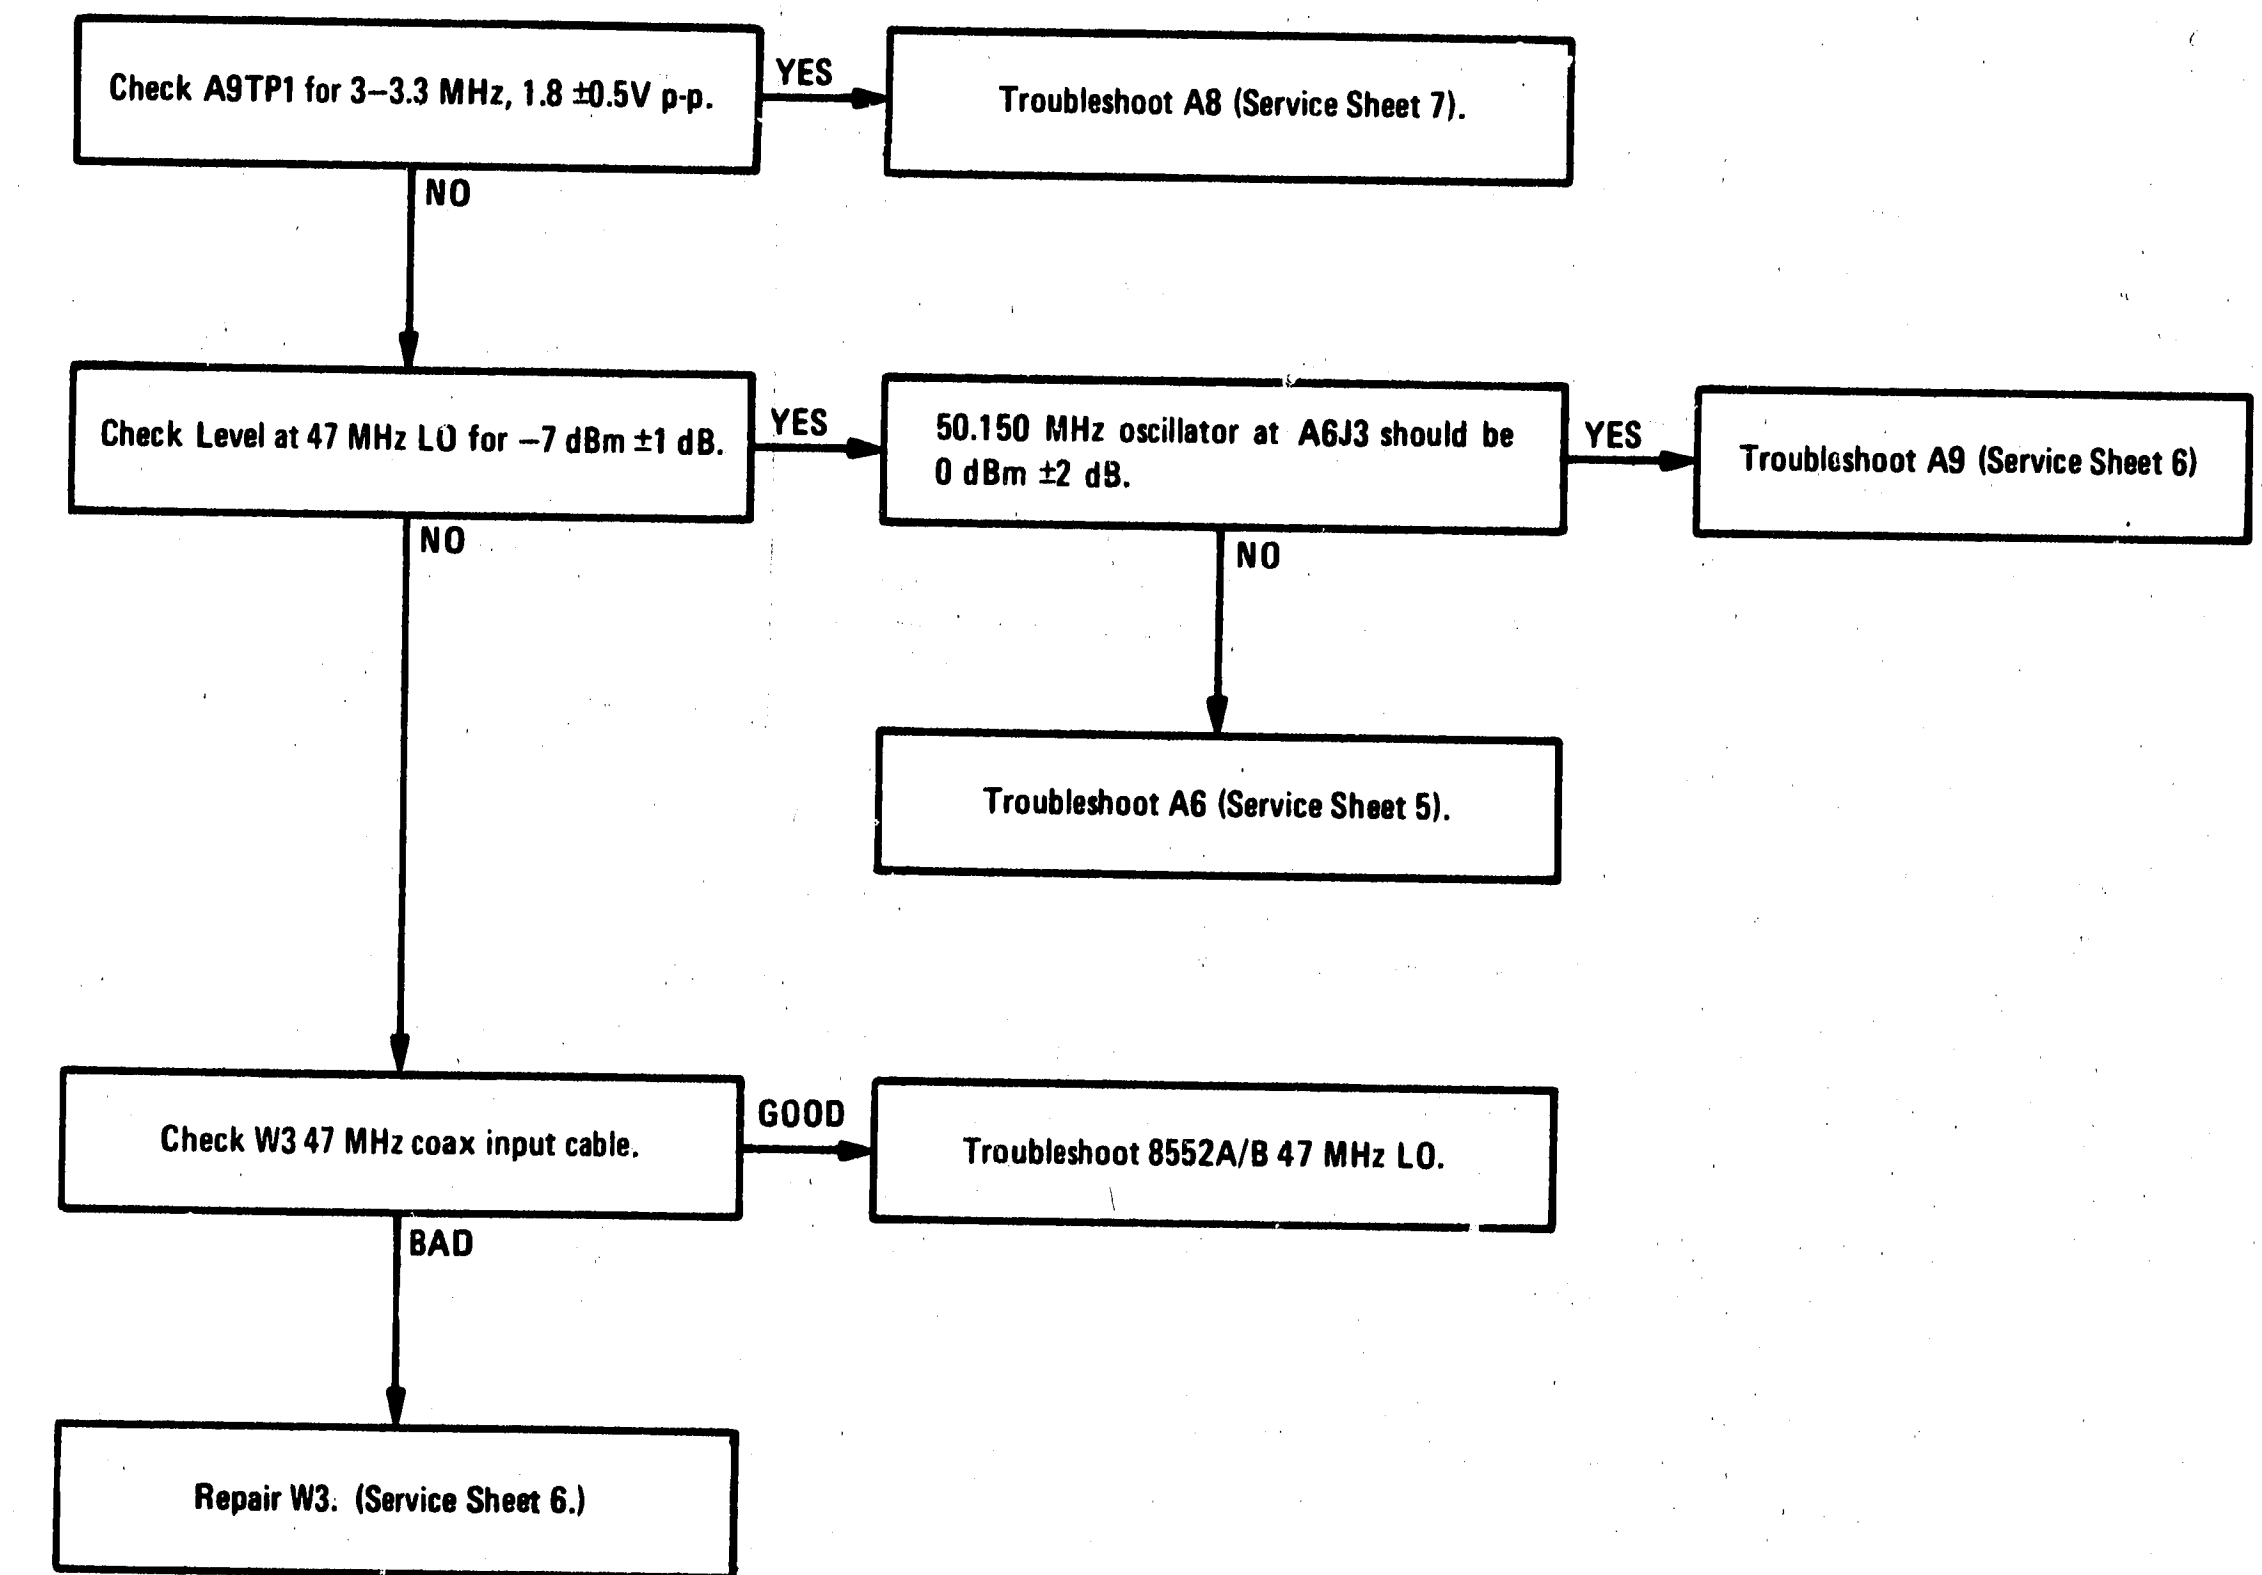 Check A9TP1 for 3–3.3 MHz, 1.8 ±0.5V p-p.
YES
Troubleshoot A8 (Service Sheet 7).
NO
Check Level at 47 MHz LO for –7 dBm ±1 dB.
YES
50.150 MHz oscillator at A6J3 should be
0 dBm ±2 dB.
YES
Troubleshoot A9 (Service Sheet 6)
NO
NO
Troubleshoot A6 (Service Sheet 5).
Check W3 47 MHz coax input cable.
GOOD
Troubleshoot 8552A/B 47 MHz LO.
BAD
Repair W3. (Service Sheet 6.)